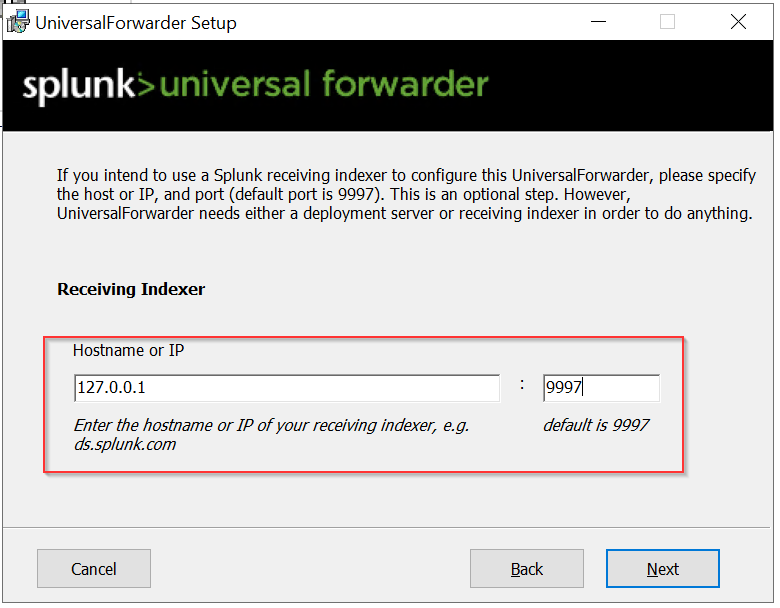 UniversalForwarder Setup
splunk>universal forwarder
If you intend to use a Splunk receiving indexer to configure this UniversalForwarder, please specify
the host or IP, and port (default port is 9997). This is an optional step. However,
UniversalForwarder needs either a deployment server or receiving indexer in order to do anything.
Receiving Indexer
Hostname or IP
127.0.0.1 : 9997
Enter the hostname or IP of your receiving indexer, e.g. default is 9997
ds.splunk.com
Cancel Back Next